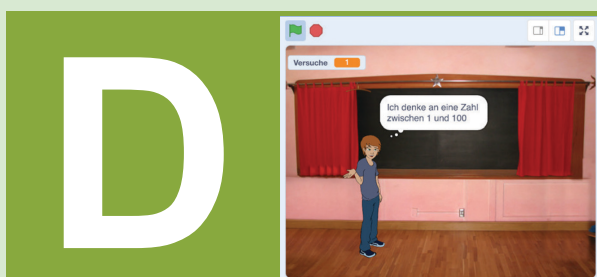 D
Versuche 1
Ich denke an eine Zahl
zwischen 1 und 100